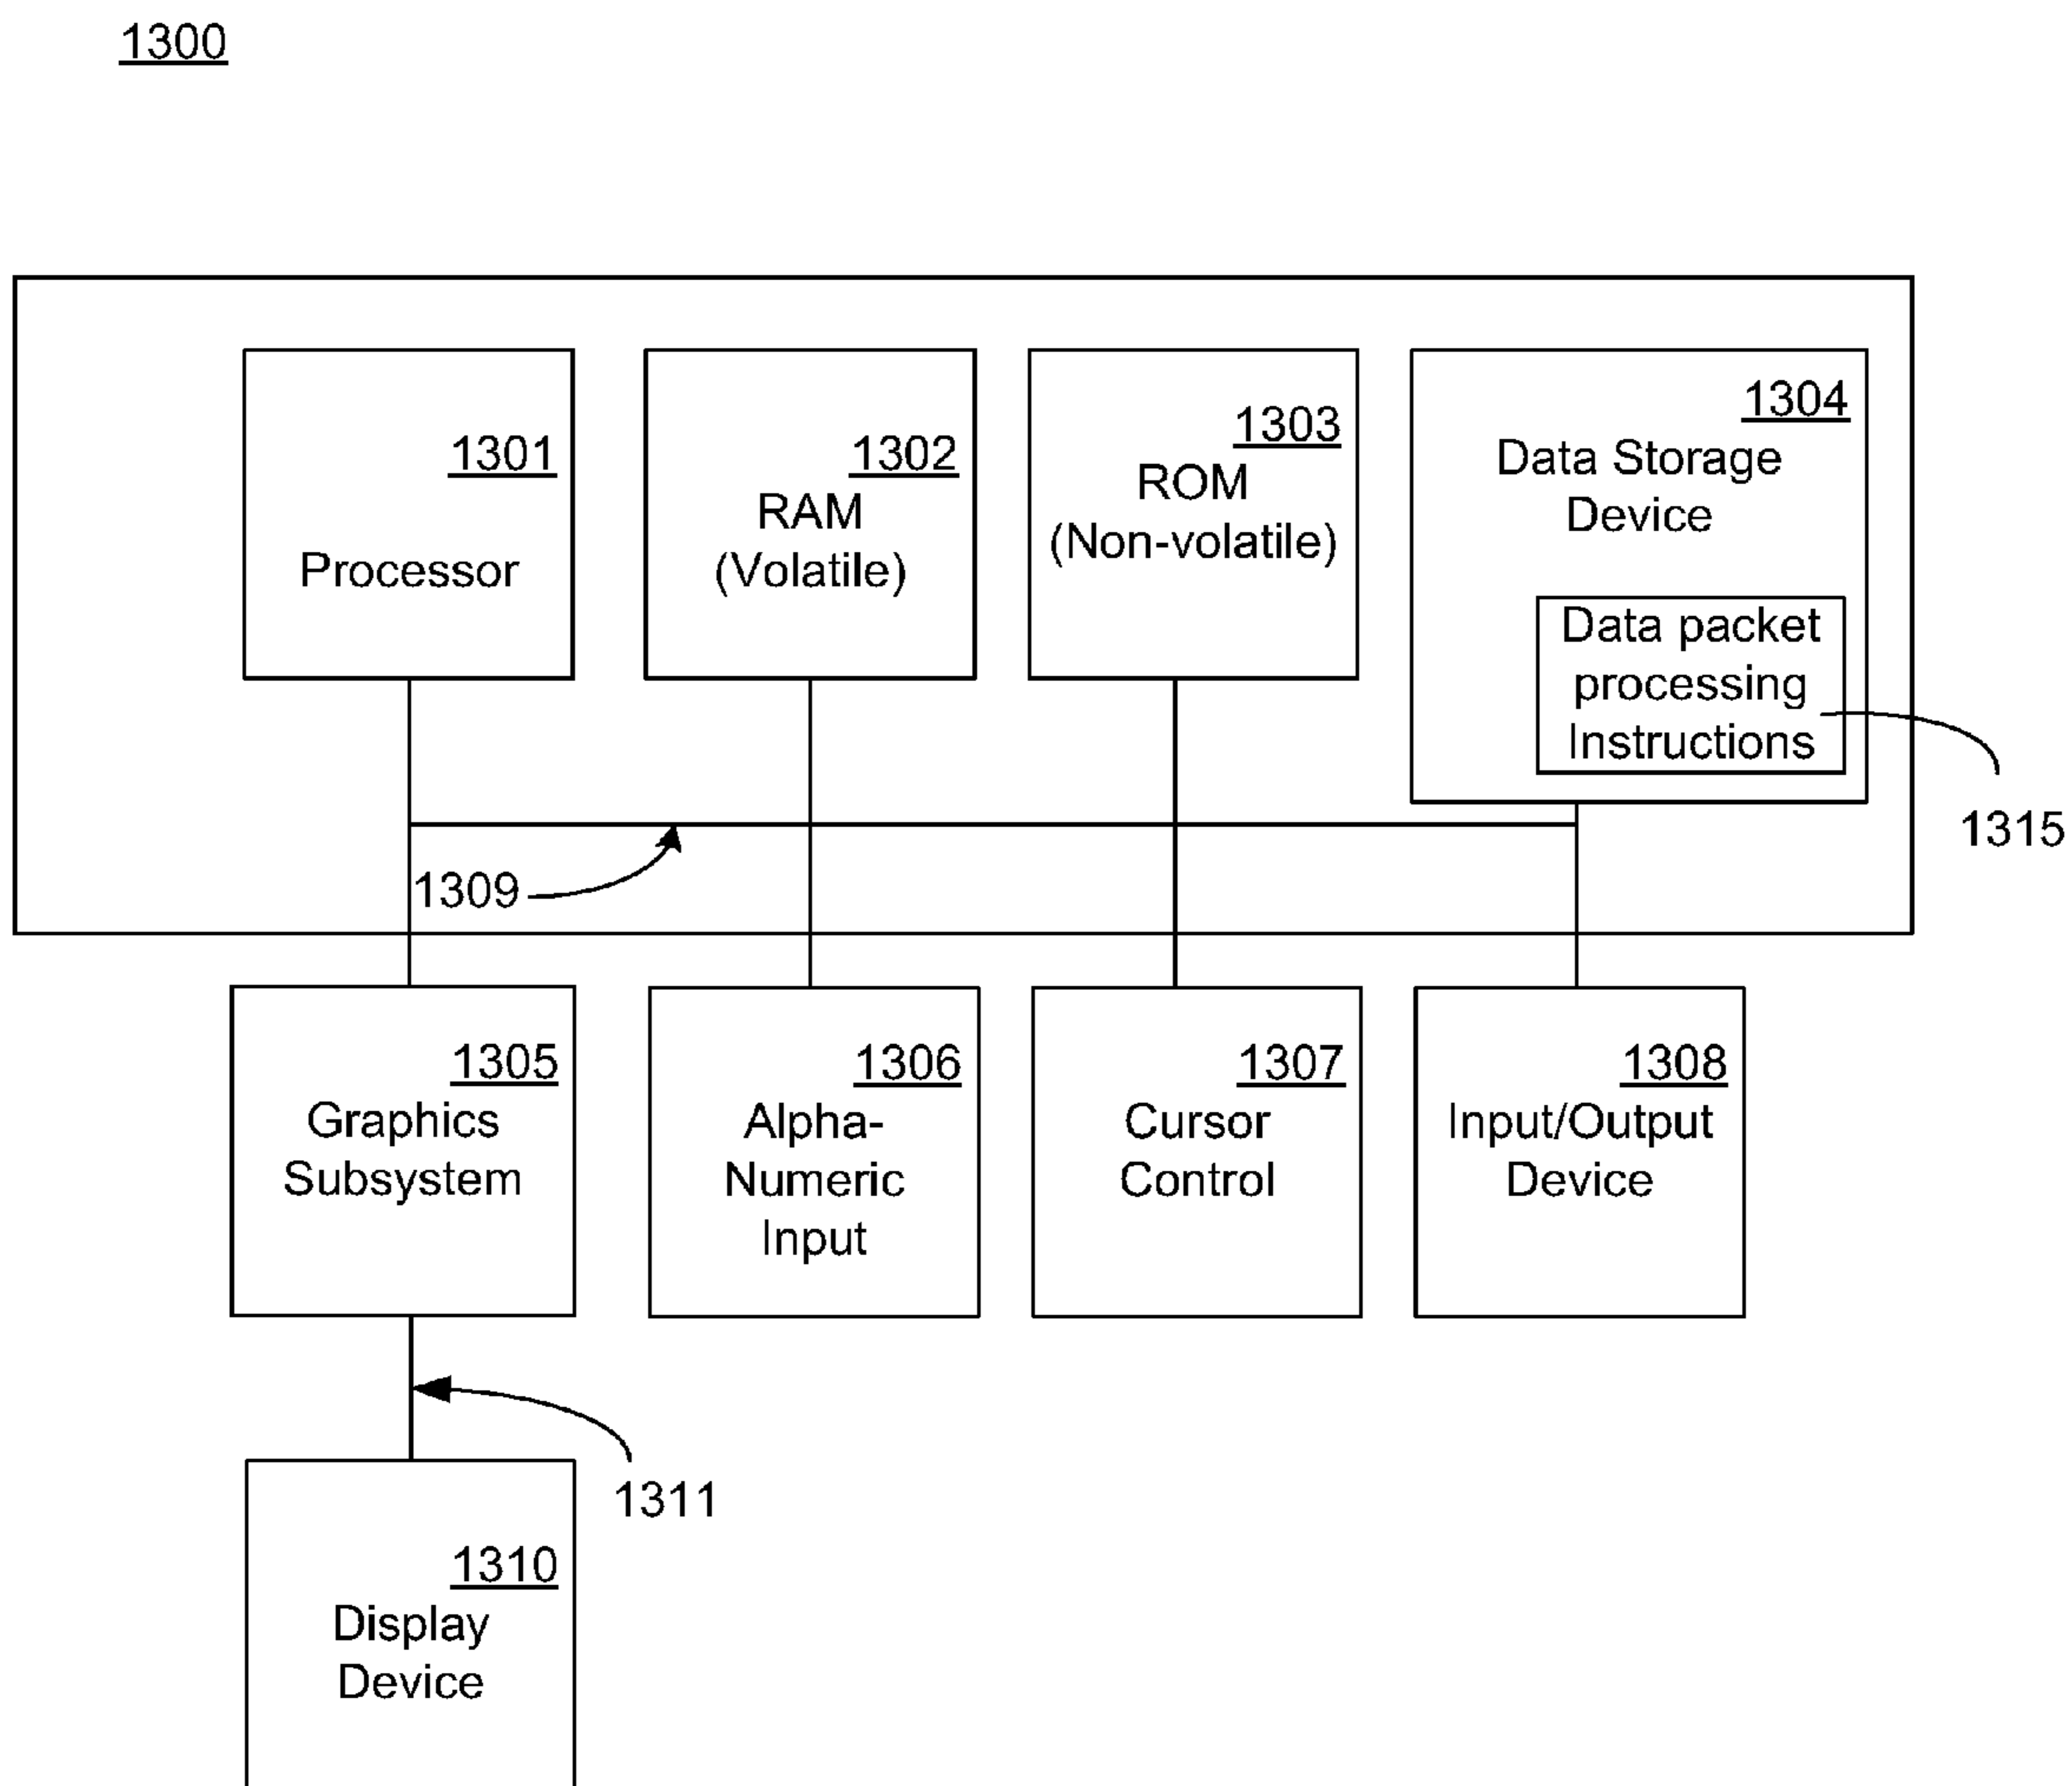 1300
1301
Processor
1302
RAM
(Volatile)
1303
ROM
(Non-volatile)
1304
Data Storage
Device
Data packet
processing
Instructions
1315
1309
1305
Graphics
Subsystem
1306
Alpha-
Numeric
Input
1307
Cursor
Control
1308
Input/Output
Device
1311
1310
Display
Device